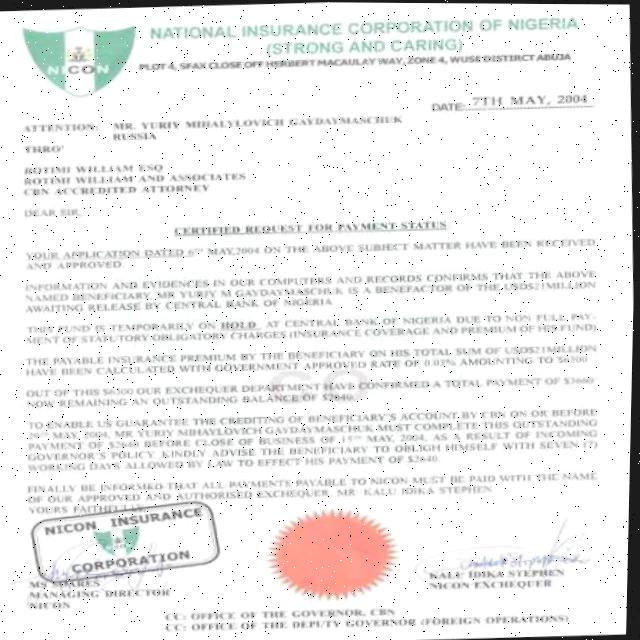 NATIONAL INSURANCE CORPORATION OF NIGERIA
(STRONG AND CARING)
NICON
PLOT 4, SFAX CLOSE,OFF HERBERT MACAULAY WAY, ZONE 4, WUSE DISTIRCT ABUJA
DATE: 7TH MAY, 2004
ATTENTION: MR. YURIV MIHALYLOVICH GAYDAYMASCHUK
RUSSIA
THRO'
ROTIMI WILLIAM ESQ
ROTIMI WILLIAM AND ASSOCIATES
CBN ACCREDITED ATTORNEY
DEAR SIR,
CERTIFIED REQUEST FOR PAYMENT STATUS
YOUR APPLICATION DATED 6TH MAY,2004 ON THE ABOVE SUBJECT MATTER HAVE BEEN RECEIVED
AND APPROVED.
INFORMATION AND EVIDENCES IN OUR COMPUTERS AND RECORDS CONFIRMS THAT THE ABOVE
NAMED BENEFICIARY, MR YURIY M GAYDAYMASCHUK IS A BENEFACTOR OF THE USD$21MILLION
AWAITING RELEASE BY CENTRAL BANK OF NIGERIA
THIS FUND IS TEMPORARILY ON HOLD AT CENTRAL BANK OF NIGERIA DUE TO NON FULL PAY-
MENT OF STATUTORY OBLIGATORY CHARGES (INSURANCE COVERAGE AND PREMIUM OF HIS FUND)
THE PAYABLE INSURANCE PREMIUM BY THE BENEFICIARY ON HIS TOTAL SUM OF USD$21MILLION
HAVE BEEN CALCULATED WITH GOVERNMENT APPROVED RATE OF 0.03% AMOUNTING TO $6300
OUT OF THIS $6300 OUR EXCHEQUER DEPARTMENT HAVE CONFIRMED A TOTAL PAYMENT OF $3660
NOW REMAINING AN OUTSTANDING BALANCE OF $2640
TO ENABLE US GUARANTEE THE CREDITING OF BENEFICIARY'S ACCOUNT BY CBN ON OR BEFORE
MAY, 2004, MR YURIY MIHAYLOVICH GAYDAYMASCHUK MUST COMPLETE THIS OUTSTANDING
PAYMENT OF $2640 BEFORE CLOSE OF BUSINESS OF 15TH MAY, 2004, AS A RESULT OF INCOMING
GOVERNOR'S POLICY KINDLY ADVISE THE BENEFICIARY TO OBLIGH HIMSELF WITH SEVEN (7)
WORKING DAYS ALLOWED BY LAW TO EFFECT HIS PAYMENT OF $2640.
FINALLY BE INFORMED THAT ALL PAYMENTS PAYABLE TO NICON MUST BE PAID WITH THE NAME
OF OUR APPROVED AND AUTHORISED EXCHEQUER, MR KALU IDIKA STEPHEN
YOURS FAITHFULLY
NICON INSURANCE
CORPORATION
MS
MANAGING DIRECTOR
NICON
KALU IDIKA STEPHEN
NICON EXCHEQUER
CC: OFFICE OF THE GOVERNOR, CBN
CC: OFFICE OF THE DEPUTY GOVERNOR (FOREIGN OPERATIONS)